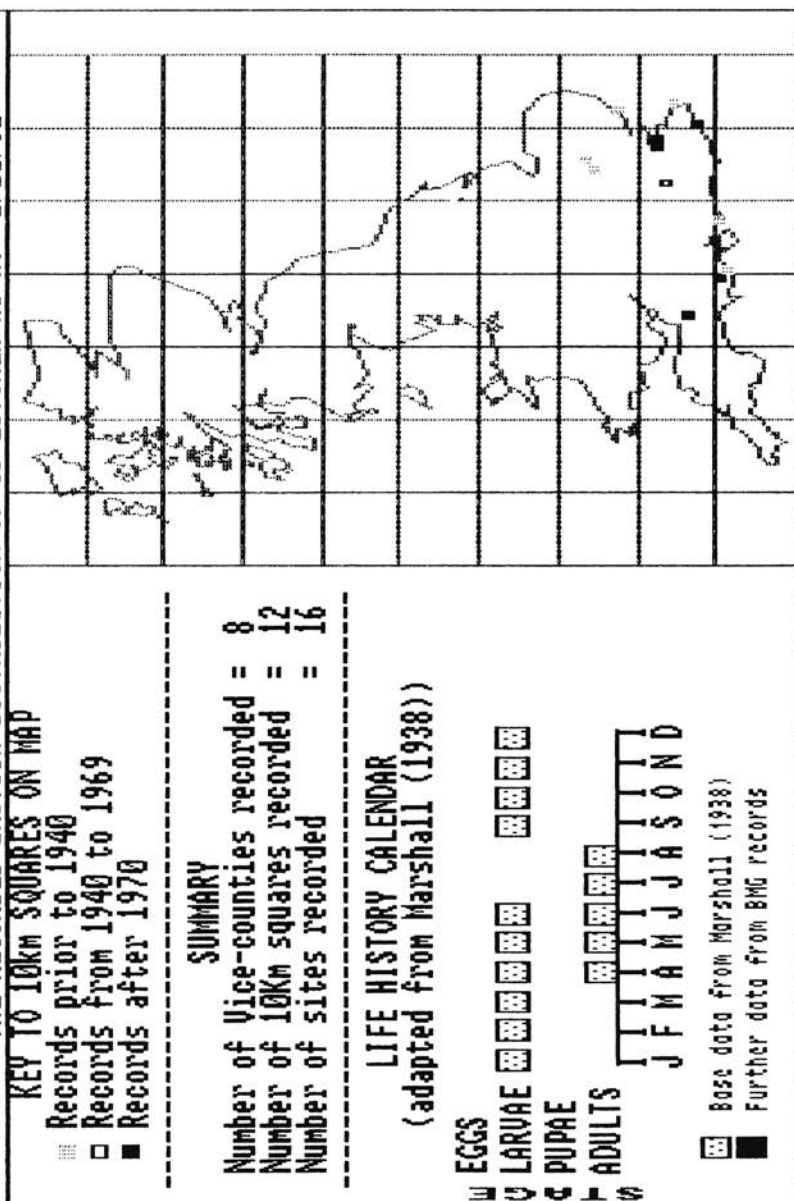 KEY TO 10km SQUARES ON MAP
Records prior to 1940
Records from 1940 to 1969
Records after 1970
SUMMARY
Number of Vice-counties recorded = 8
Number of 10Km squares recorded = 12
Number of sites recorded = 16
LIFE HISTORY CALENDAR
(adapted from Marshall (1938))
EGGS
LARVAE
PUPAE
ADULTS
J F M A M J J A S O N D
Base data from Marshall (1938)
Further data from BMG records